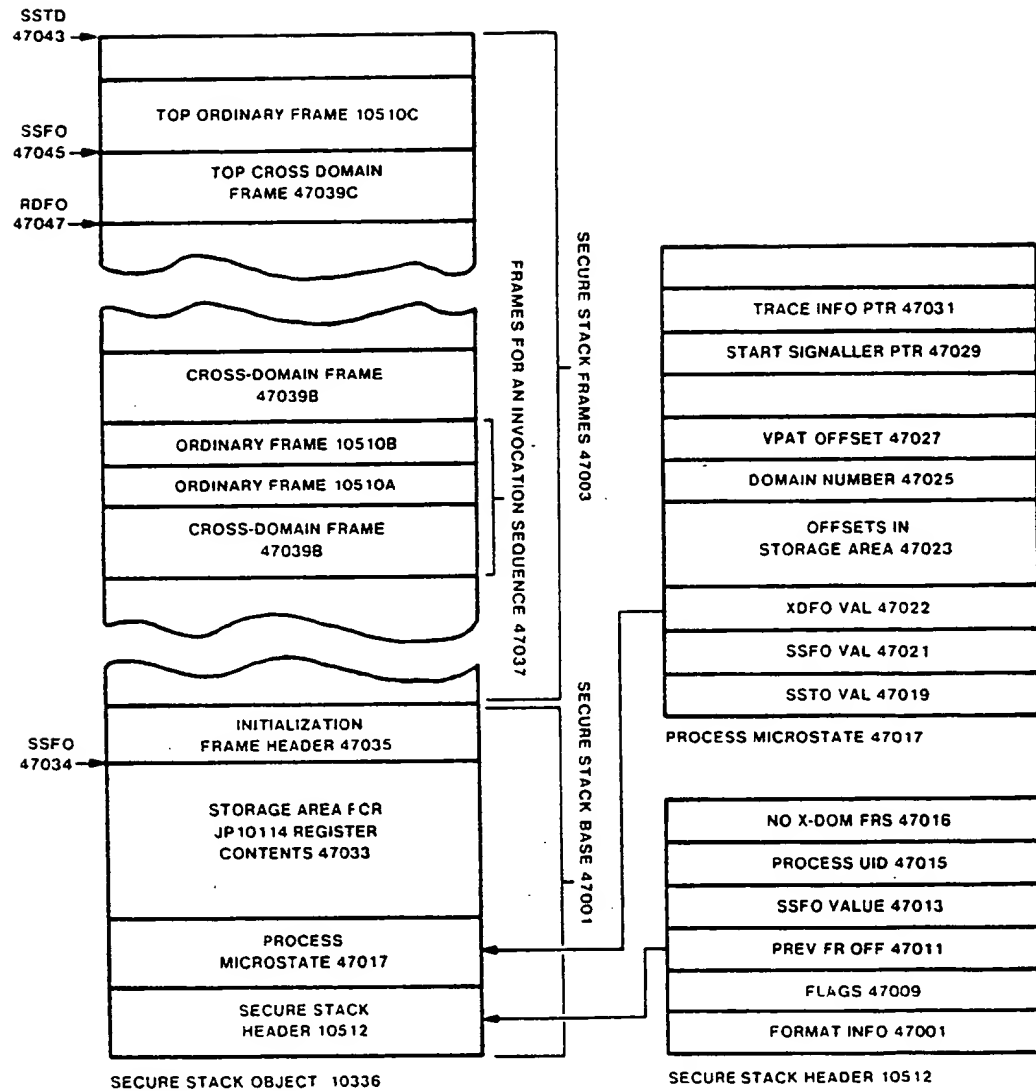 SSTD
47043
TOP ORDINARY FRAME 10510C
SSFO
47045
TOP CROSS DOMAIN
FRAME 47039C
RDFO
47047
CROSS-DOMAIN FRAME
47039B
ORDINARY FRAME 10510B
ORDINARY FRAME 10510A
CROSS-DOMAIN FRAME
47039B
FRAMES FOR AN INVOCATION SEQUENCE 47037
SECURE STACK FRAMES 47003
INITIALIZATION
FRAME HEADER 47035
SSFO
47034
STORAGE AREA FCR
JP10114 REGISTER
CONTENTS 47033
PROCESS
MICROSTATE 47017
SECURE STACK
HEADER 10512
SECURE STACK BASE 47001
SECURE STACK OBJECT 10336
TRACE INFO PTR 47031
START SIGNALLER PTR 47029
VPAT OFFSET 47027
DOMAIN NUMBER 47025
OFFSETS IN
STORAGE AREA 47023
XDFO VAL 47022
SSFO VAL 47021
SSTO VAL 47019
PROCESS MICROSTATE 47017
NO X-DOM FRS 47016
PROCESS UID 47015
SSFO VALUE 47013
PREV FR OFF 47011
FLAGS 47009
FORMAT INFO 47001
SECURE STACK HEADER 10512